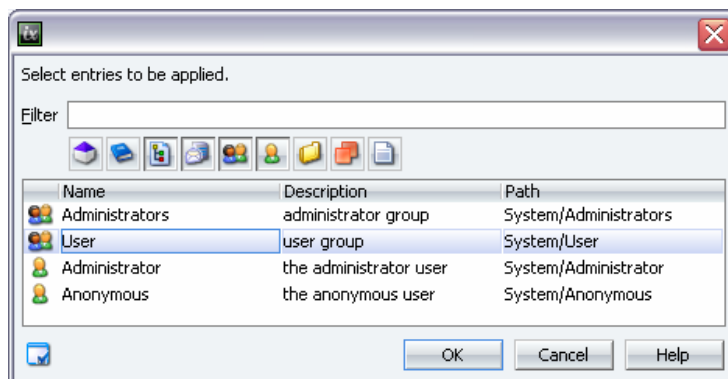 ix
Select entries to be applied.
Filter
Name Description Path
Administrators administrator group System/Administrators
User user group System/User
Administrator the administrator user System/Administrator
Anonymous the anonymous user System/Anonymous
OK Cancel Help